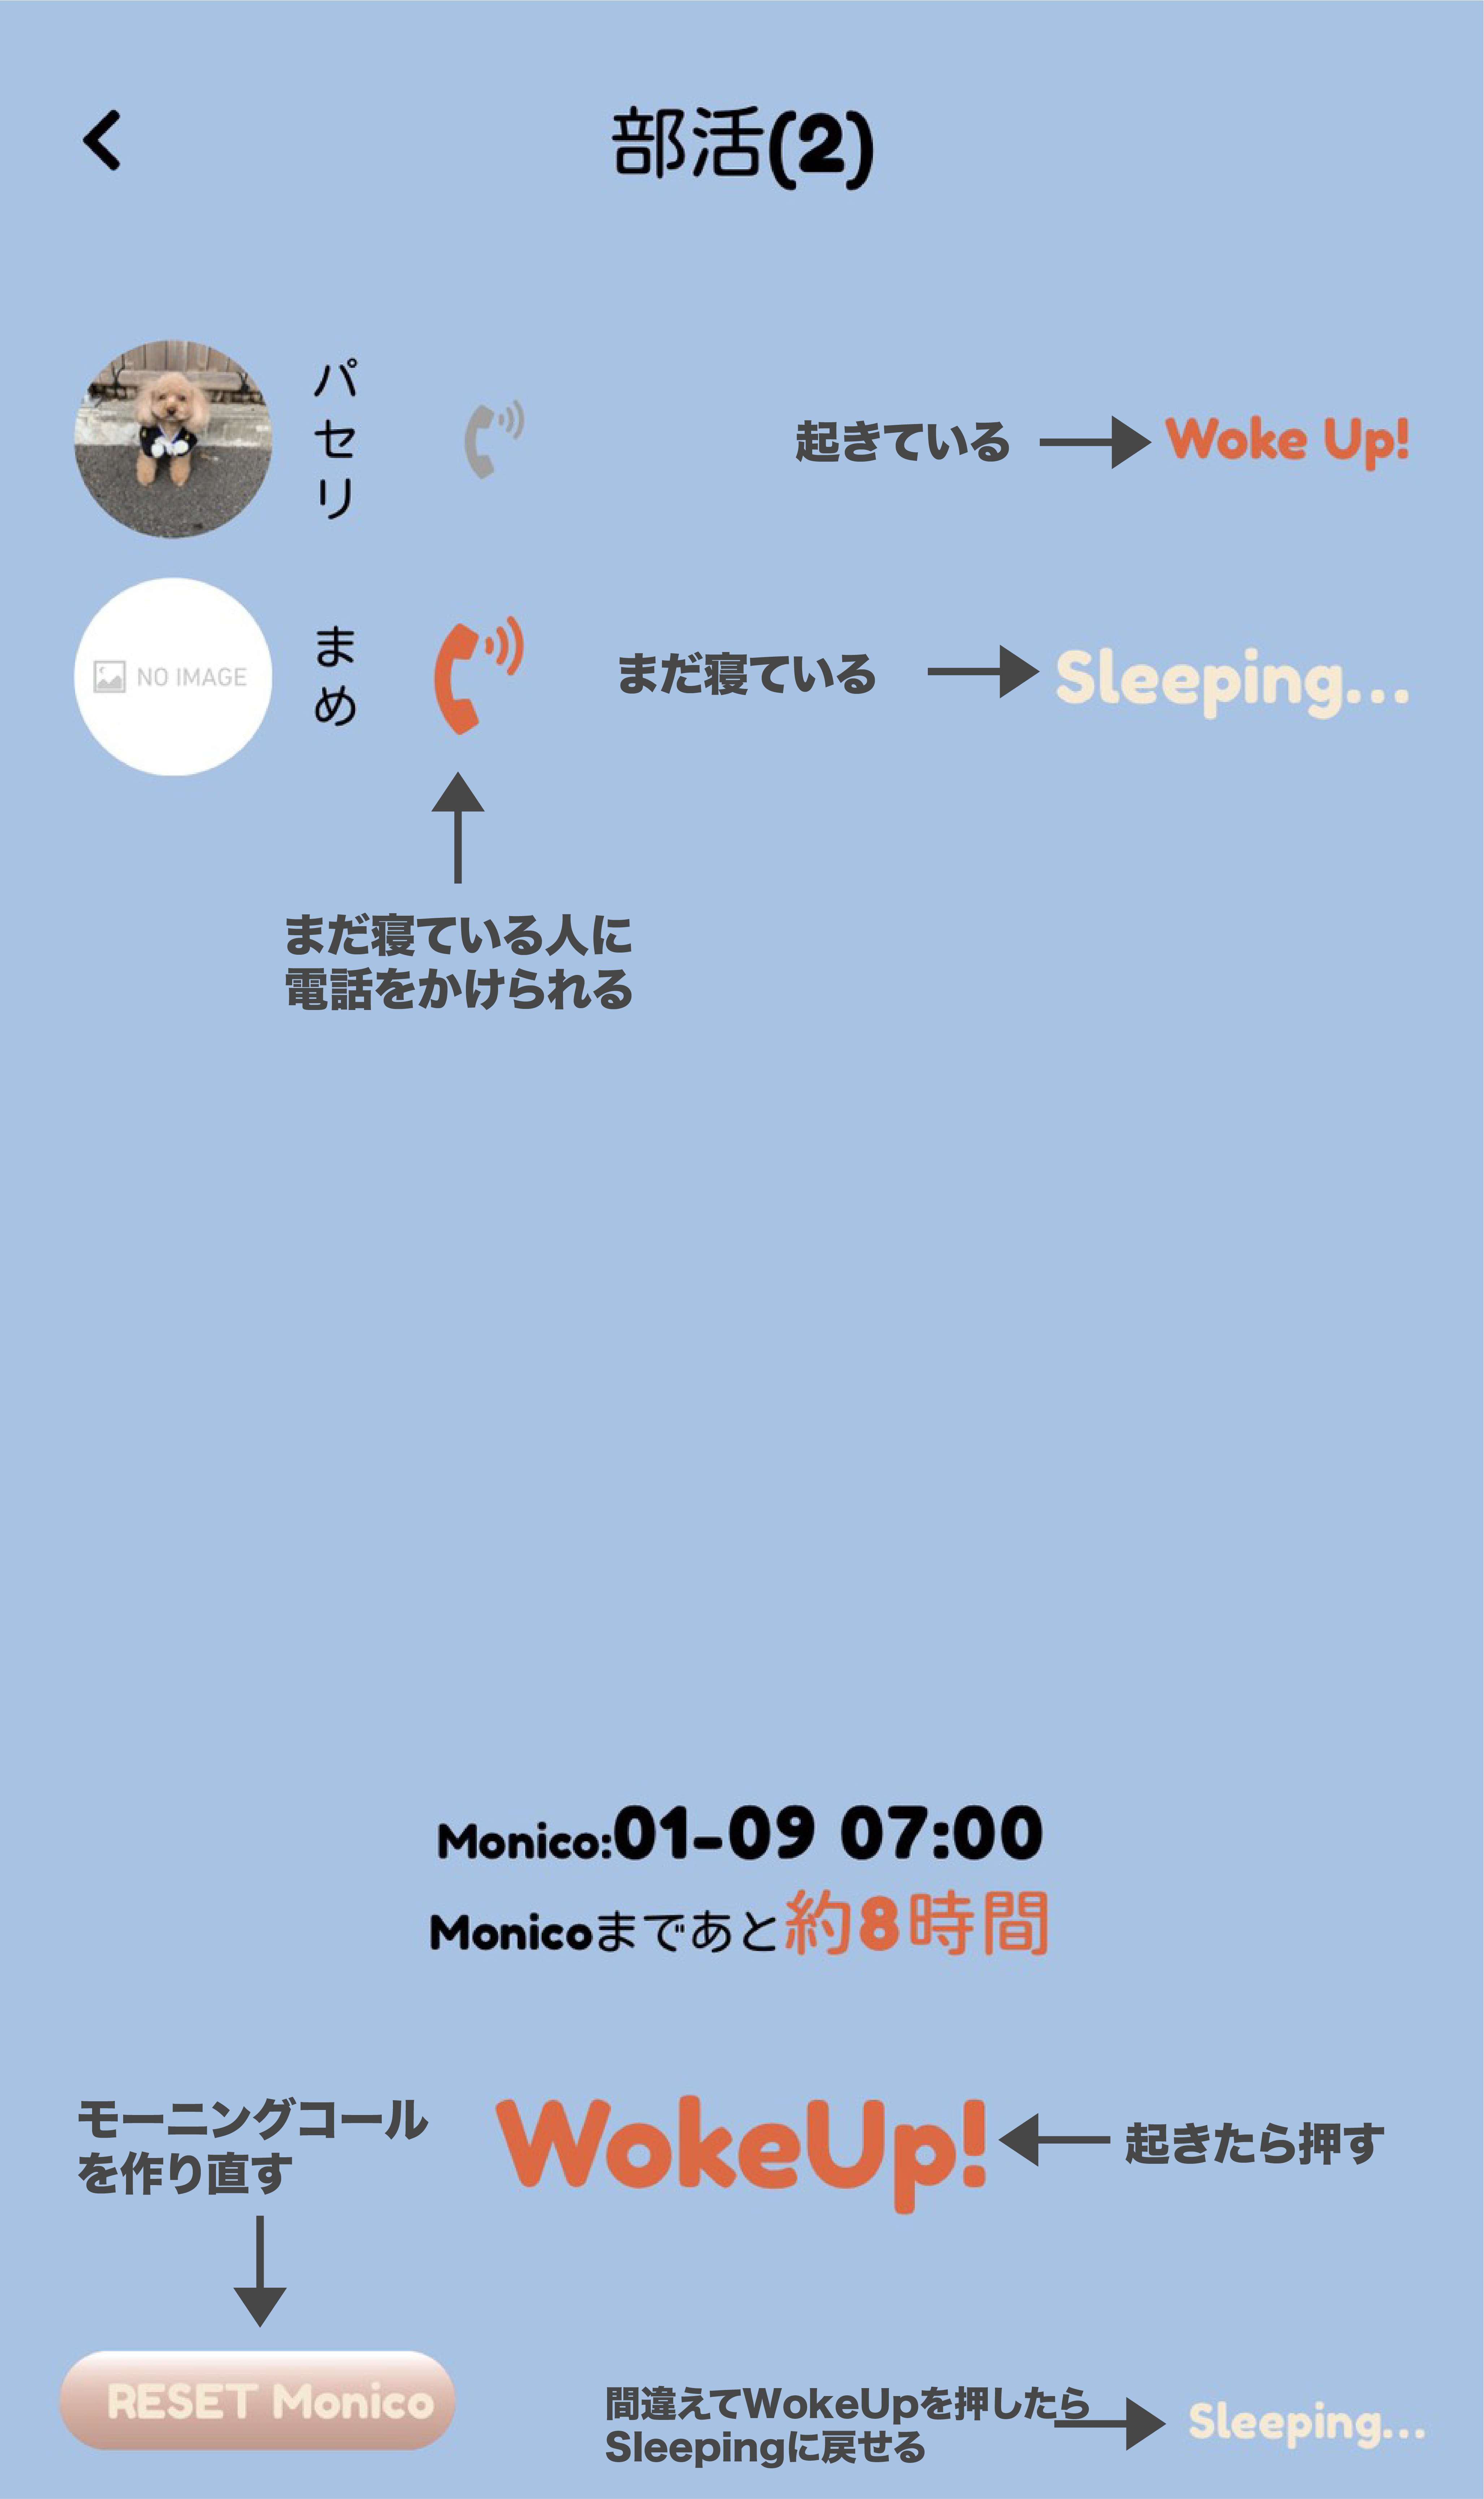 部活(2)
パセリ
起きている
Woke Up!
NO IMAGE
まめ
まだ寝ている
Sleeping...
まだ寝ている人に
電話をかけられる
Monico:01-09 07:00
Monicoまであと約8時間
モーニングコール
を作り直す
WokeUp!
起きたら押す
RESET Monico
間違えてWokeUpを押したら
Sleepingに戻せる
Sleeping...